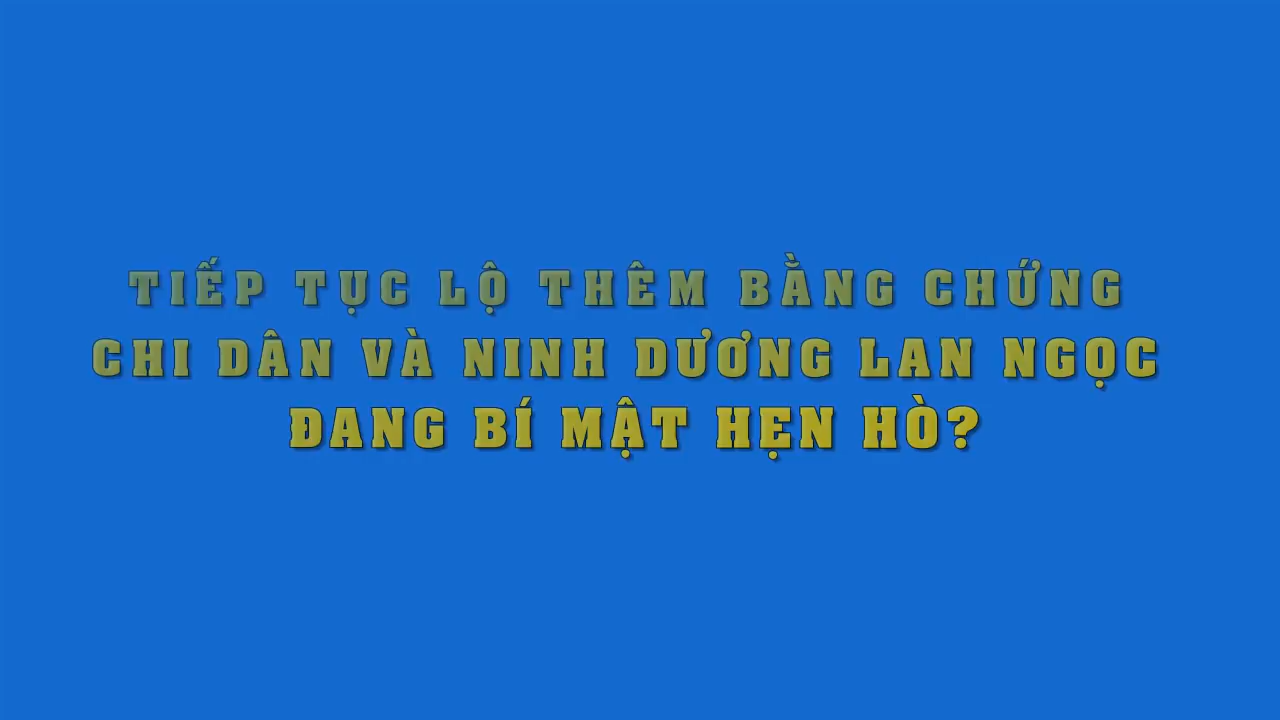 TIẾP TỤC LỘ THÊM BẰNG CHỨNG
CHI DÂN VÀ NINH DƯƠNG LAN NGỌC
ĐANG BÍ MẬT HẸN HÒ?